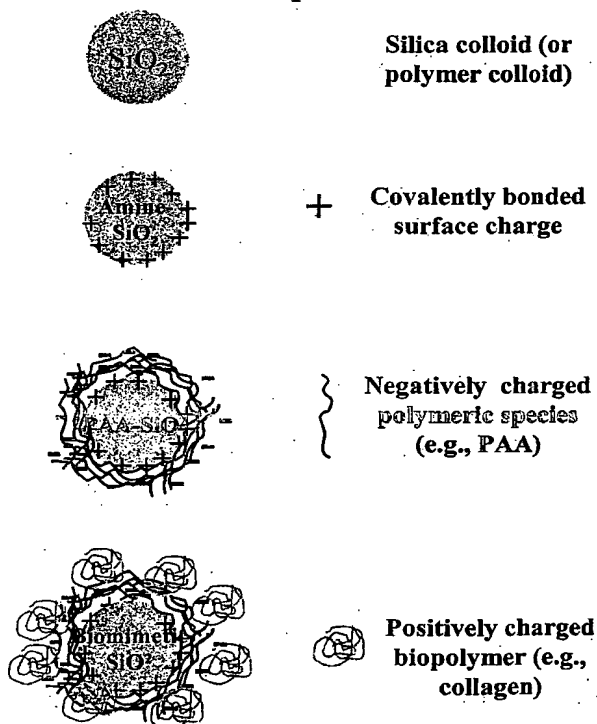 SiO2
Silica colloid (or
polymer colloid)
Amine
SiO2
+
Covalently bonded
surface charge
PAA-SiO2
Negatively charged
polymeric species
(e.g., PAA)
Biomimetic
SiO2
Positively charged
biopolymer (e.g.,
collagen)